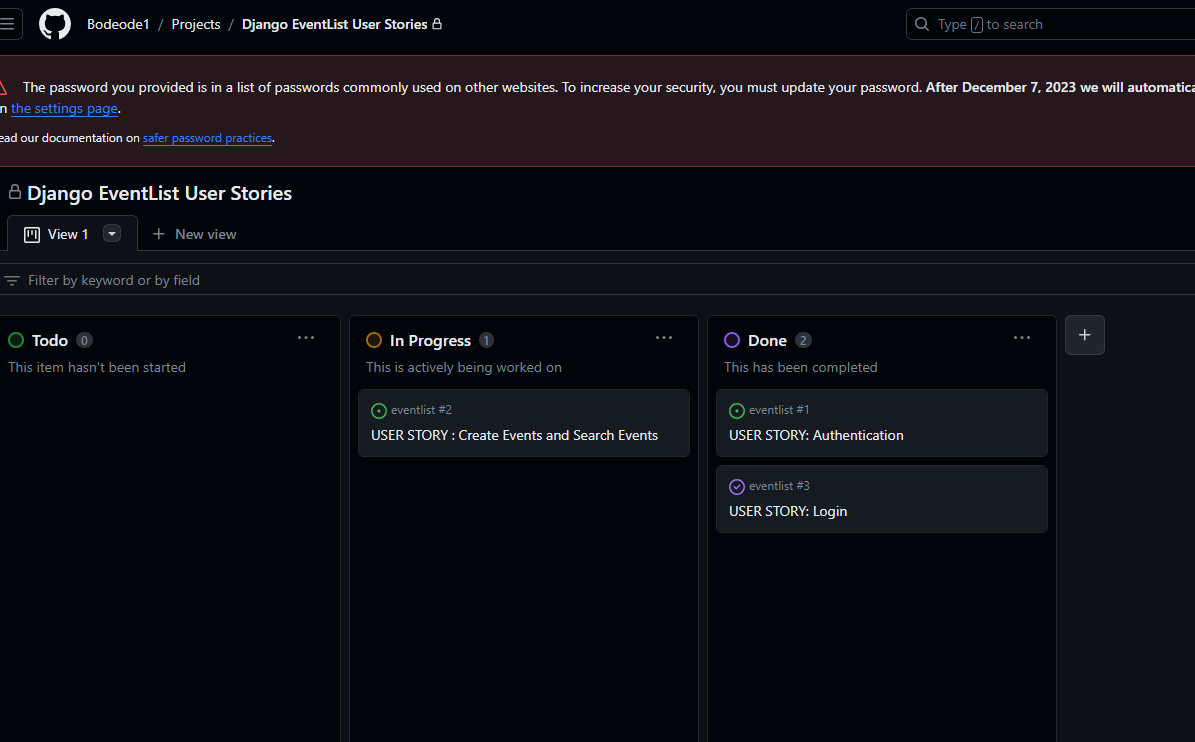 Bodeode1 / Projects / Django EventList User Stories
Type / to search
The password you provided is in a list of passwords commonly used on other websites. To increase your security, you must update your password. After December 7, 2023 we will
the settings page.
documentation on safer password practices.
Django EventList User Stories
View 1
New view
Filter by keyword or by field
Todo 0
This item hasn't been started
In Progress 1
This is actively being worked on
eventlist #2
USER STORY : Create Events and Search Events
Done 2
This has been completed
eventlist #1
USER STORY: Authentication
eventlist #3
USER STORY: Login